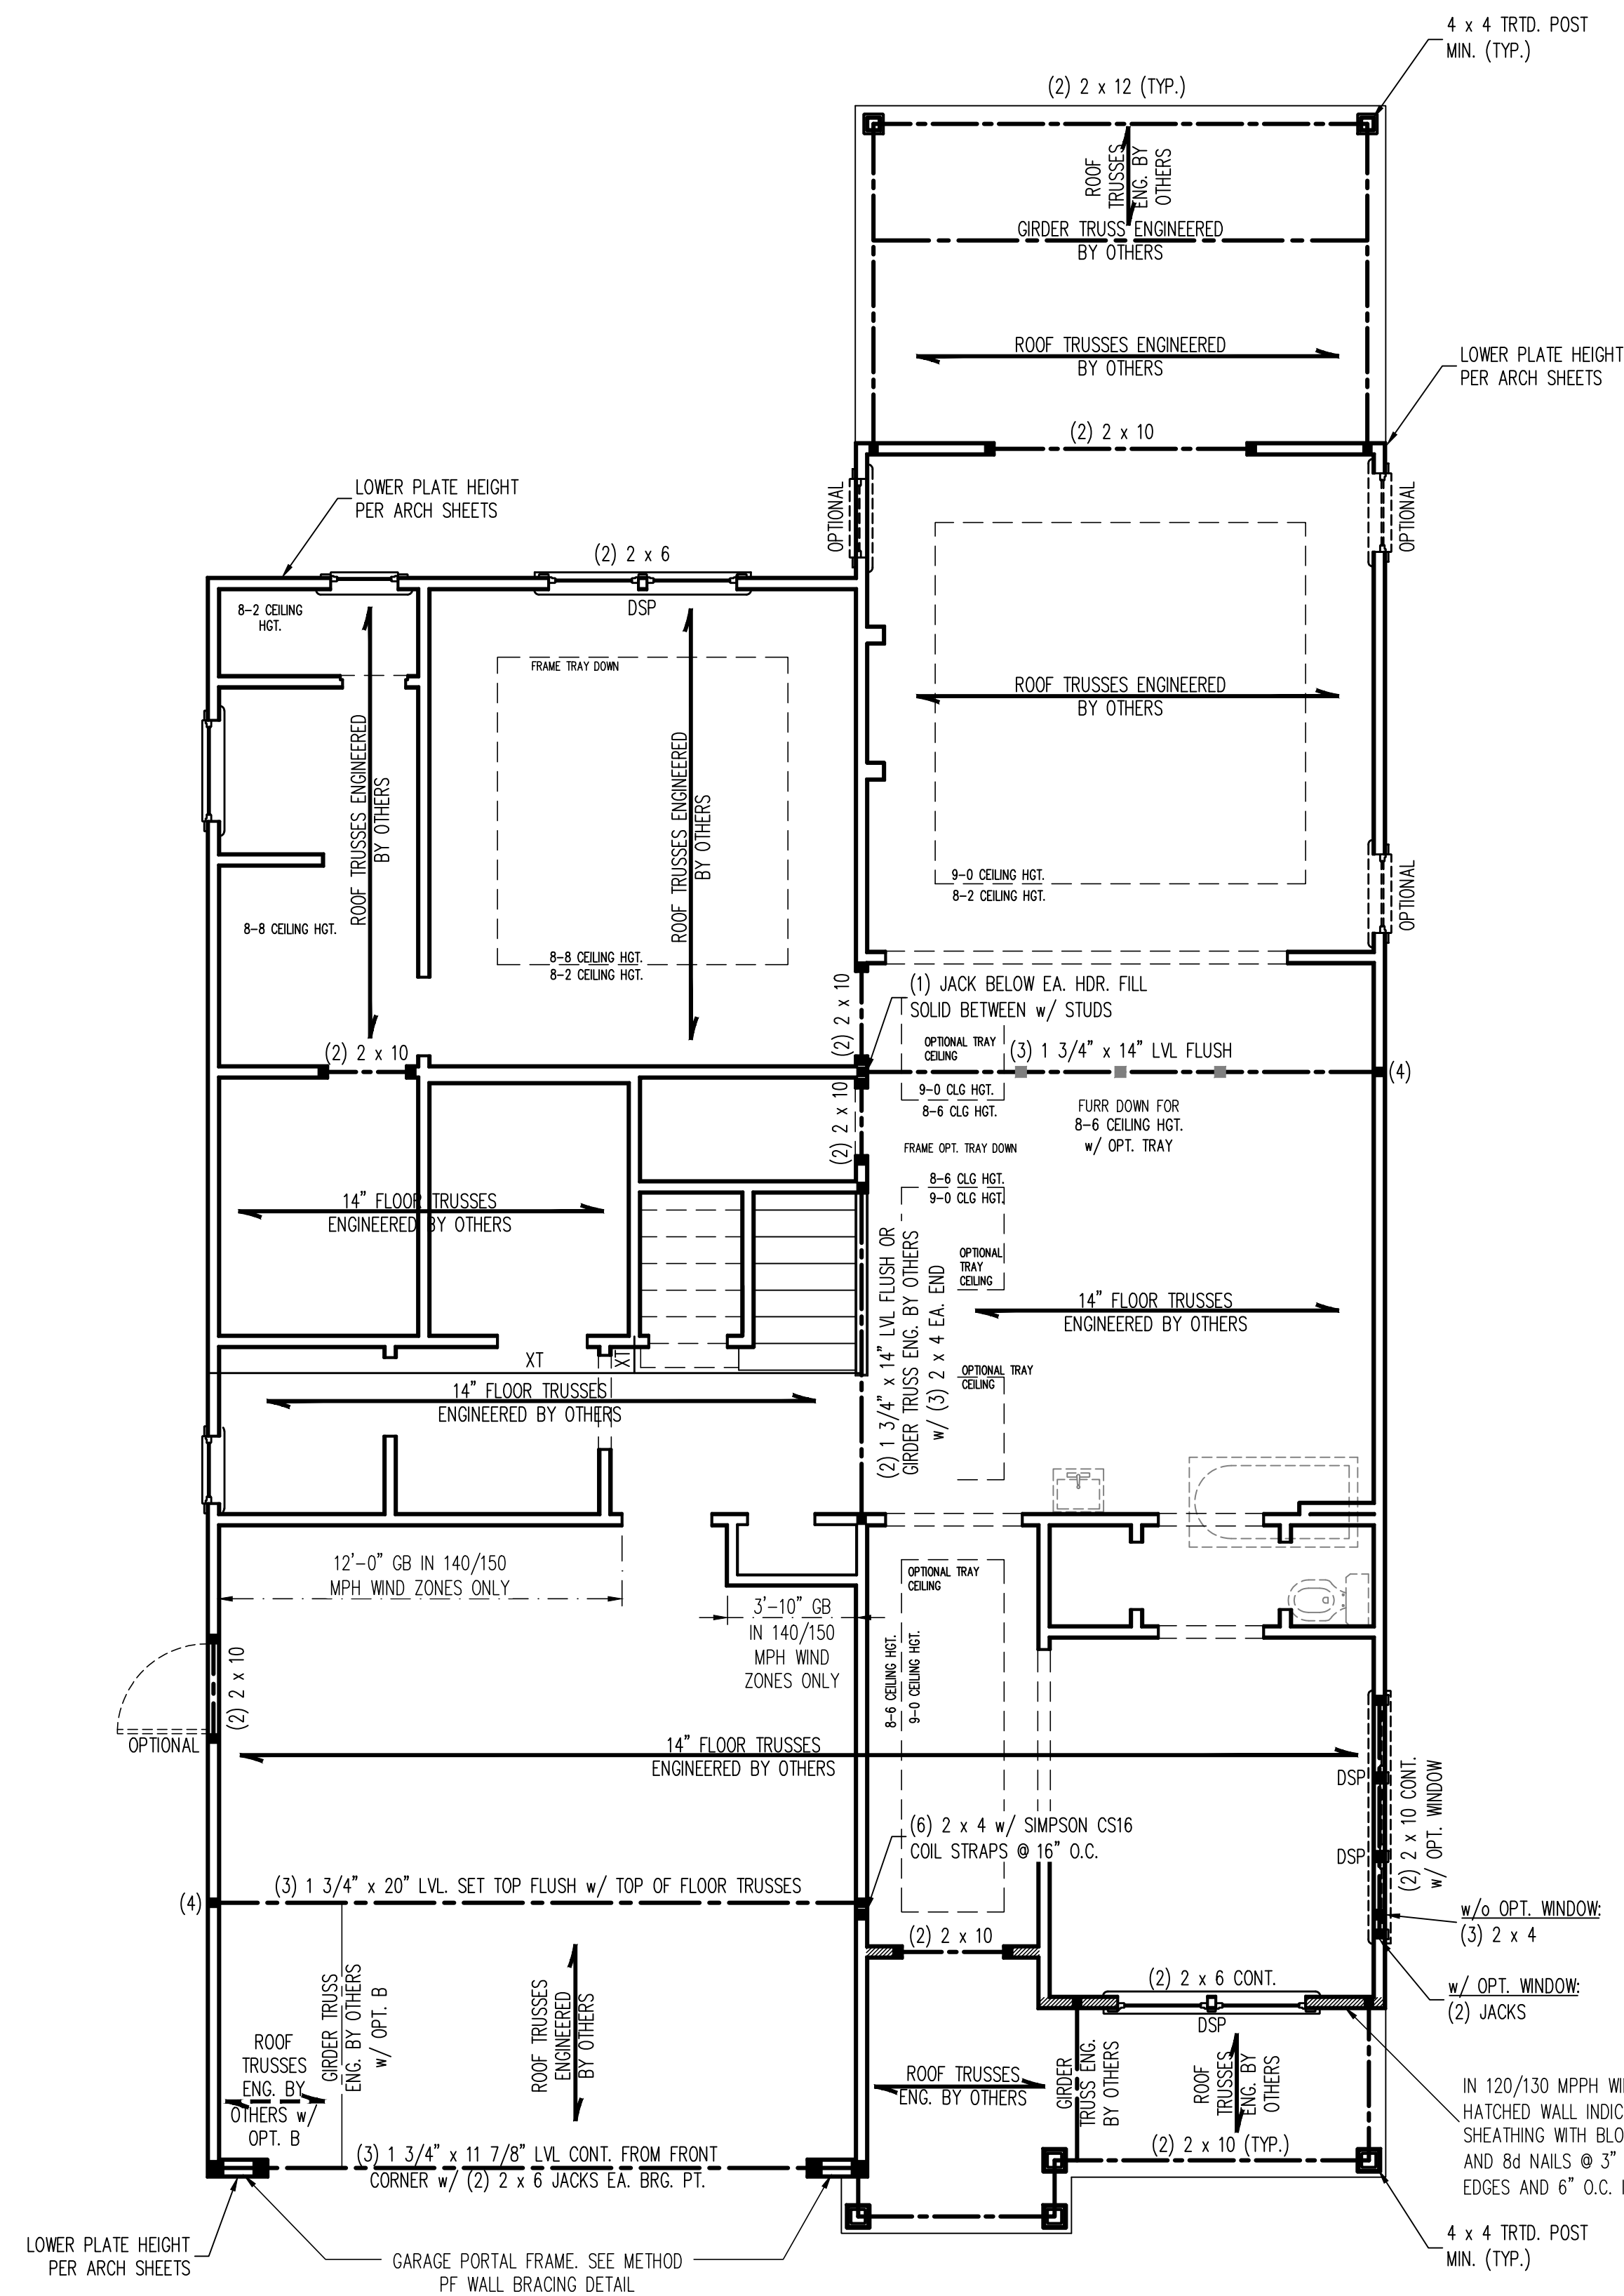 4 x 4 TRTD. POST
MIN. (TYP.)
(2) 2 x 12 (TYP.)
ROOF
TRUSSES
ENG. BY
OTHERS
GIRDER TRUSS ENGINEERED
BY OTHERS
ROOF TRUSSES ENGINEERED
BY OTHERS
LOWER PLATE HEIGHT
PER ARCH SHEETS
(2) 2 x 10
LOWER PLATE HEIGHT
PER ARCH SHEETS
OPTIONAL
OPTIONAL
(2) 2 x 6
DSP
8-2 CEILING
HGT.
FRAME TRAY DOWN
ROOF TRUSSES ENGINEERED
BY OTHERS
ROOF TRUSSES ENGINEERED
BY OTHERS
ROOF TRUSSES ENGINEERED
BY OTHERS
9-0 CEILING HGT.
8-2 CEILING HGT.
OPTIONAL
8-8 CEILING HGT.
8-8 CEILING HGT.
8-2 CEILING HGT.
(2) 2 x 10
(1) JACK BELOW EA. HDR. FILL
SOLID BETWEEN w/ STUDS
OPTIONAL TRAY
CEILING
(3) 1 3/4" x 14" LVL FLUSH
(2) 2 x 10
(4)
9-0 CLG HGT.
8-6 CLG HGT.
FURR DOWN FOR
8-6 CEILING HGT.
w/ OPT. TRAY
(2) 2 x 10
FRAME OPT. TRAY DOWN
8-6 CLG HGT.
9-0 CLG HGT.
14" FLOOR TRUSSES
ENGINEERED BY OTHERS
OPTIONAL
TRAY
CEILING
(2) 1 3/4" x 14" LVL FLUSH OR
GIRDER TRUSS ENG. BY OTHERS
w/ (3) 2 x 4 EA. END
14" FLOOR TRUSSES
ENGINEERED BY OTHERS
XT
XT
OPTIONAL TRAY
CEILING
14" FLOOR TRUSSES
ENGINEERED BY OTHERS
12'-0" GB IN 140/150
MPH WIND ZONES ONLY
3'-10" GB
IN 140/150
MPH WIND
ZONES ONLY
OPTIONAL TRAY
CEILING
8-6 CEILING HGT.
9-0 CEILING HGT.
(2) 2 x 10
OPTIONAL
14" FLOOR TRUSSES
ENGINEERED BY OTHERS
DSP
DSP
(2) 2 x 10 CONT.
w/ OPT. WINDOW
(6) 2 x 4 w/ SIMPSON CS16
COIL STRAPS @ 16" O.C.
(3) 1 3/4" x 20" LVL. SET TOP FLUSH w/ TOP OF FLOOR TRUSSES
(4)
w/o OPT. WINDOW:
(3) 2 x 4
(2) 2 x 10
(2) 2 x 6 CONT.
DSP
w/ OPT. WINDOW:
(2) JACKS
GIRDER TRUSS
ENG. BY OTHERS
w/ OPT. B
ROOF TRUSSES
ENGINEERED
BY OTHERS
ROOF
TRUSSES
ENG. BY
OTHERS w/
OPT. B
ROOF TRUSSES
ENG. BY OTHERS
GIRDER
TRUSS ENG.
BY OTHERS
ROOF
TRUSSES
ENG. BY
OTHERS
IN 120/130 MPPH
HATCHED WALL
SHEATHING WITH
AND 8d NAILS @ 3"
EDGES AND 6" O.C.
(2) 2 x 10 (TYP.)
(3) 1 3/4" x 11 7/8" LVL CONT. FROM FRONT
CORNER w/ (2) 2 x 6 JACKS EA. BRG. PT.
LOWER PLATE HEIGHT
PER ARCH SHEETS
GARAGE PORTAL FRAME. SEE METHOD
PF WALL BRACING DETAIL
4 x 4 TRTD. POST
MIN. (TYP.)